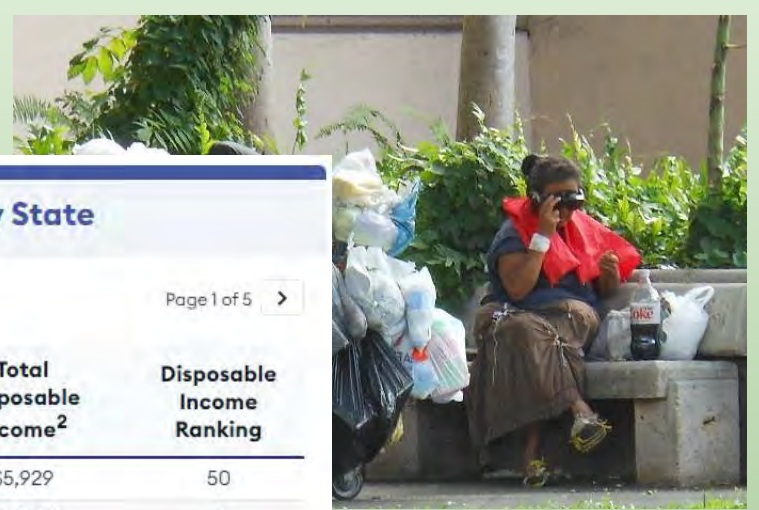 State
Page 1 of 5 >
Total
posable
come²
Disposable
Income
Ranking
5,929
50
Coke